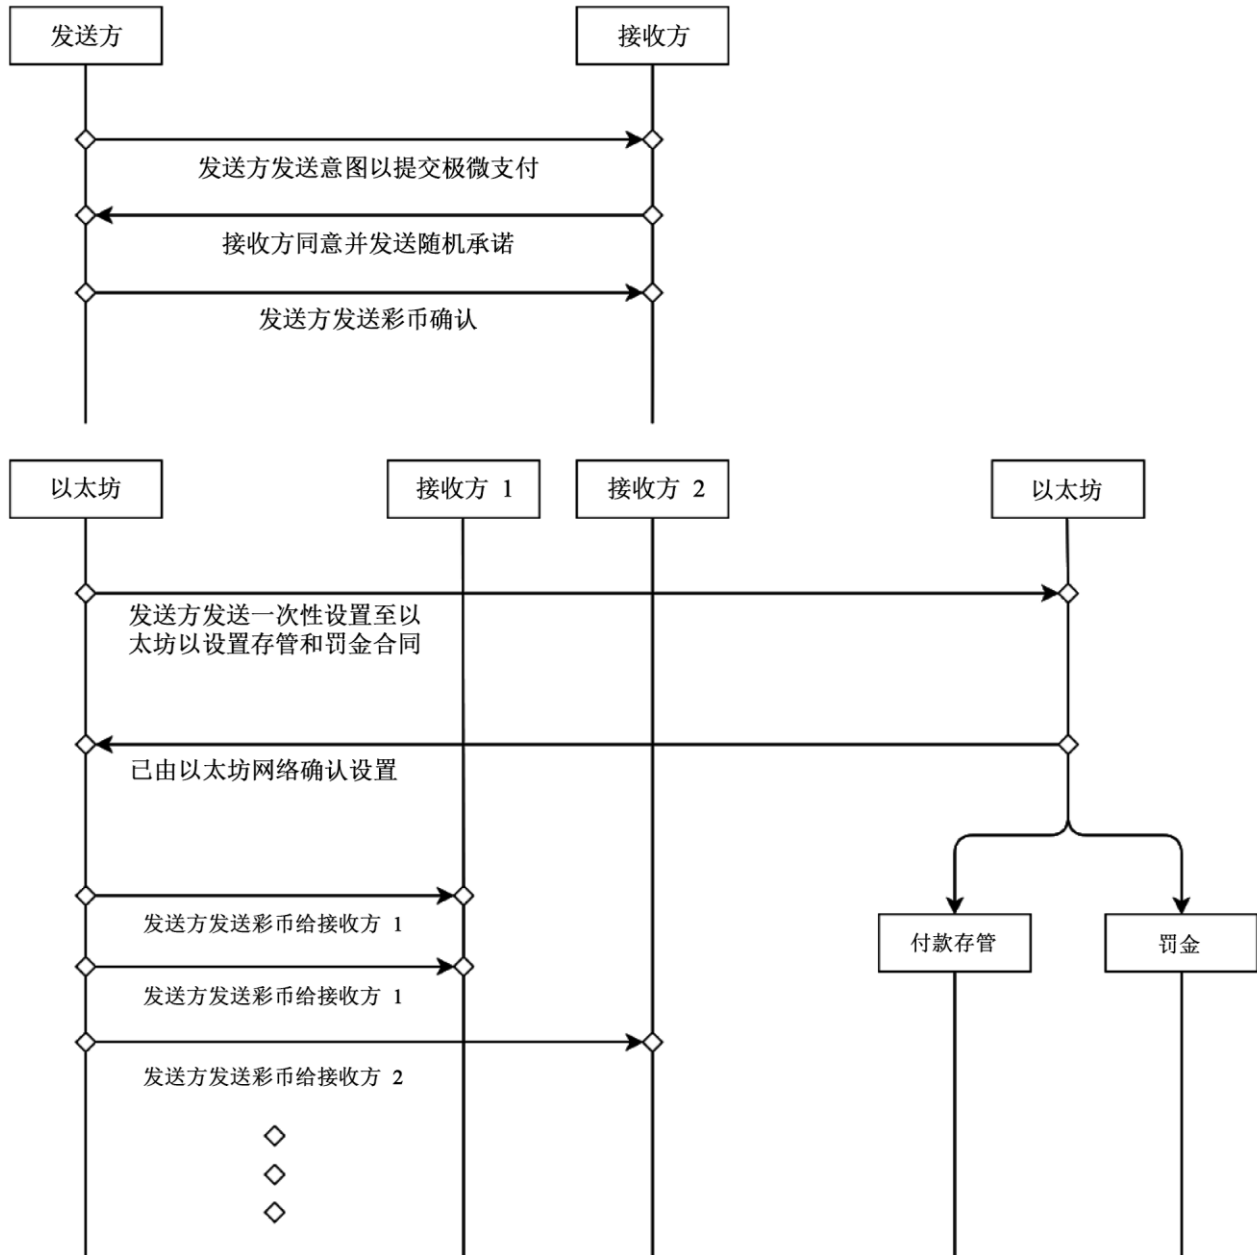 发送方
接收方
发送方发送意图以提交极微支付
接收方同意并发送随机承诺
发送方发送彩币确认
以太坊
接收方 1
接收方 2
以太坊
发送方发送一次性设置至以
太坊以设置存管和罚金合同
已由以太坊网络确认设置
发送方发送彩币给接收方 1
付款存管
罚金
发送方发送彩币给接收方 1
发送方发送彩币给接收方 2